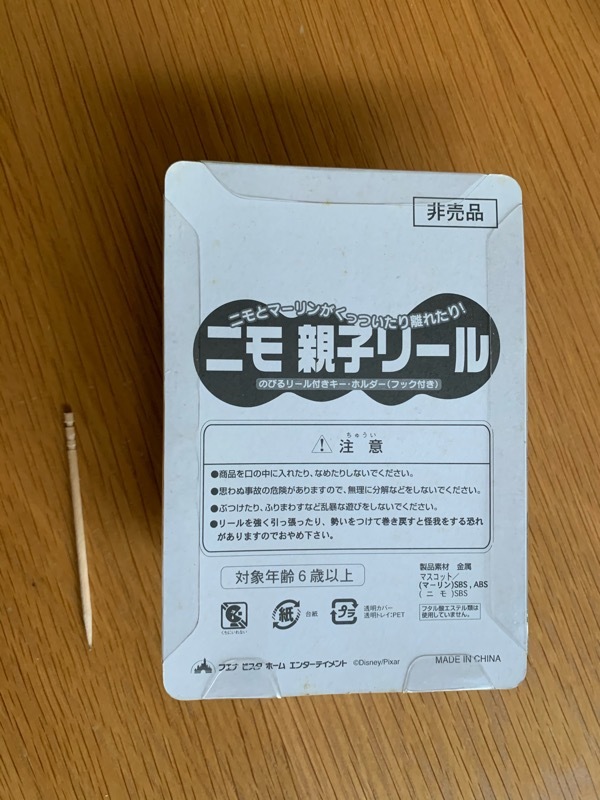 非売品
ニモとマーリンがくっついたり離れたり!
ニモ 親子リール
のびるリール付きキー・ホルダー(フック付き)
ちゅうい
注意
●商品を口の中に入れたり、なめたりしないでください。
●思わぬ事故の危険がありますので、無理に分解などをしないでください。
●ぶつけたり、ふりまわすなど乱暴な遊びをしないでください。
●リールを強く引っ張ったり、勢いをつけて巻き戻すと怪我をする恐れ
がありますのでおやめ下さい。
対象年齢6歳以上
製品素材 金属
マスコット/
(マーリン)SBS,ABS
(ニモ)SBS
くちにいれない
紙
台紙
プラ
透明カバー
透明トレイ:PET
フタル酸エステル類は
使用していません。
ブエナ ビスタ ホーム エンターテイメント ©Disney/Pixar
MADE IN CHINA